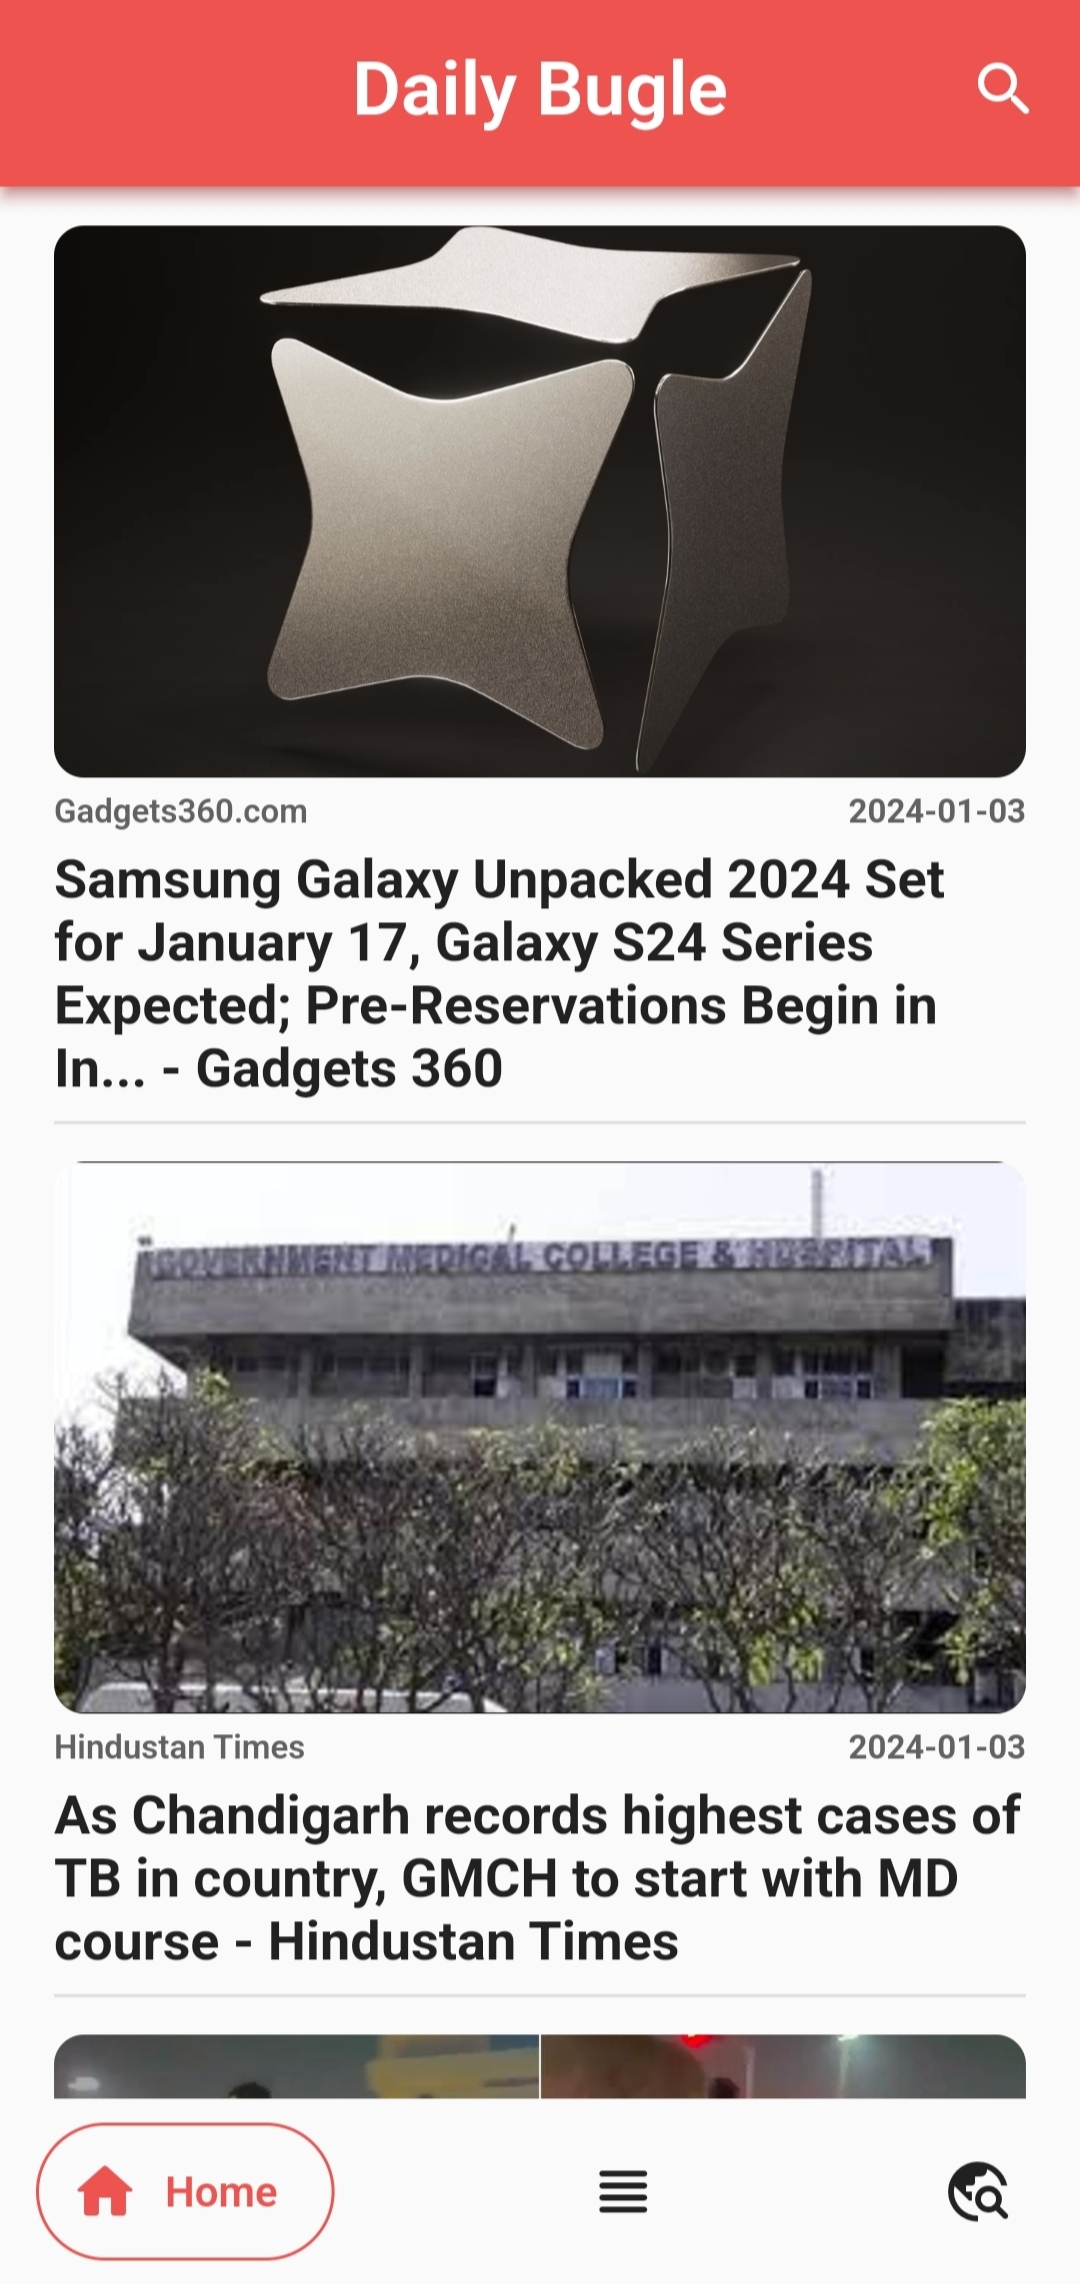 Daily Bugle
Gadgets360.com
2024-01-03
Samsung Galaxy Unpacked 2024 Set
for January 17, Galaxy S24 Series
Expected; Pre-Reservations Begin in
In... - Gadgets 360
GOVERNMENT MEDICAL COLLEGE & HOSPITAL
Hindustan Times
2024-01-03
As Chandigarh records highest cases of
TB in country, GMCH to start with MD
course - Hindustan Times
Home